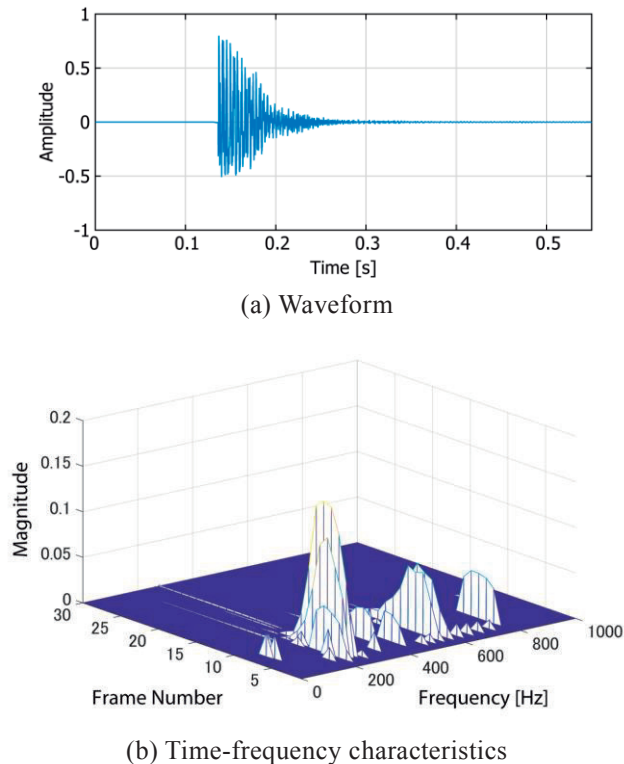 1
0.5
0
-0.5
-1
Amplitude
0 0.1 0.2 0.3 0.4 0.5
Time [s]
(a) Waveform
0.2
0.15
0.1
0.05
0
Magnitude
30 25 20 15 10 5
Frame Number
0 200 400 600 800 1000
Frequency [Hz]
(b) Time-frequency characteristics